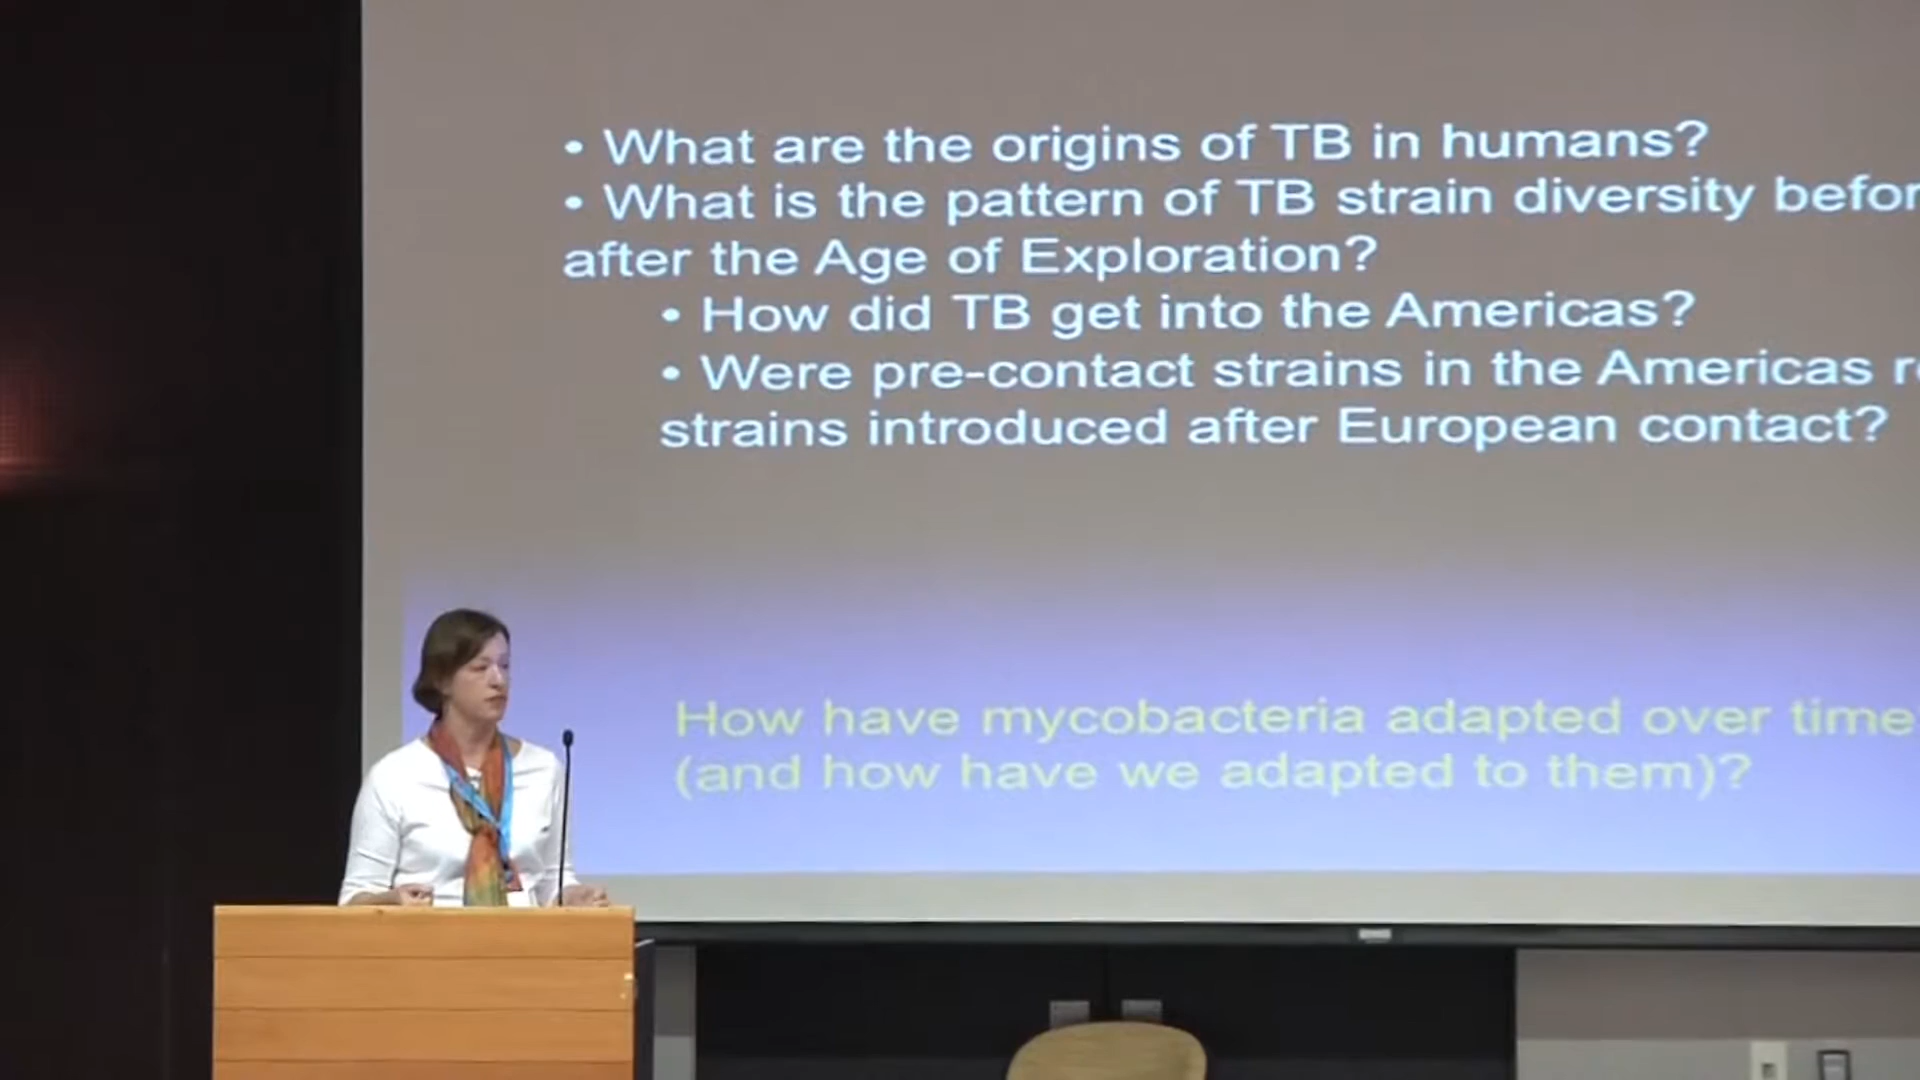 • What are the origins of TB in humans?
• What is the pattern of TB strain diversity
after the Age of Exploration?
• How did TB get into the Americas?
• Were pre-contact strains in the Americas
strains introduced after European contact?
How have mycobacteria adapted over time
(and how have we adapted to them)?